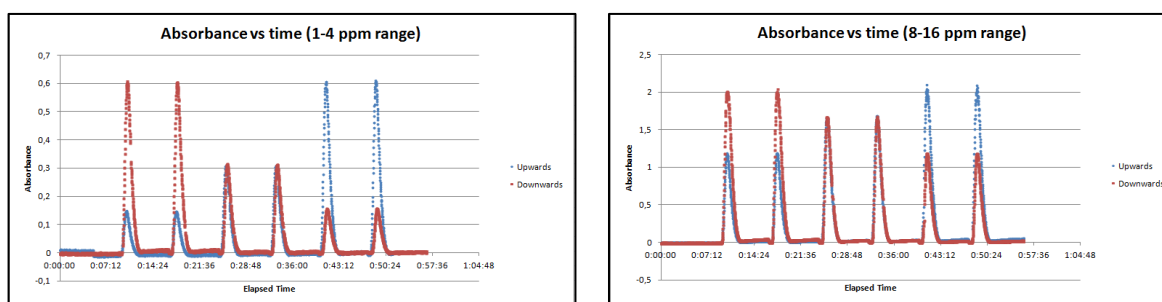 Absorbance vs time (1-4 ppm range)
0,7
0,6
0,5
0,4
0,3
0,2
0,1
0
-0,1
Absorbance
0:00:00 0:07:12 0:14:24 0:21:36 0:28:48 0:36:00 0:43:12 0:50:24 0:57:36 1:04:48
Elapsed Time
Upwards
Downwards
Absorbance vs time (8-16 ppm range)
2,5
2
1,5
1
0,5
0
-0,5
Absorbance
0:00:00 0:07:12 0:14:24 0:21:36 0:28:48 0:36:00 0:43:12 0:50:24 0:57:36 1:04:48
Elapsed Time
Upwards
Downwards